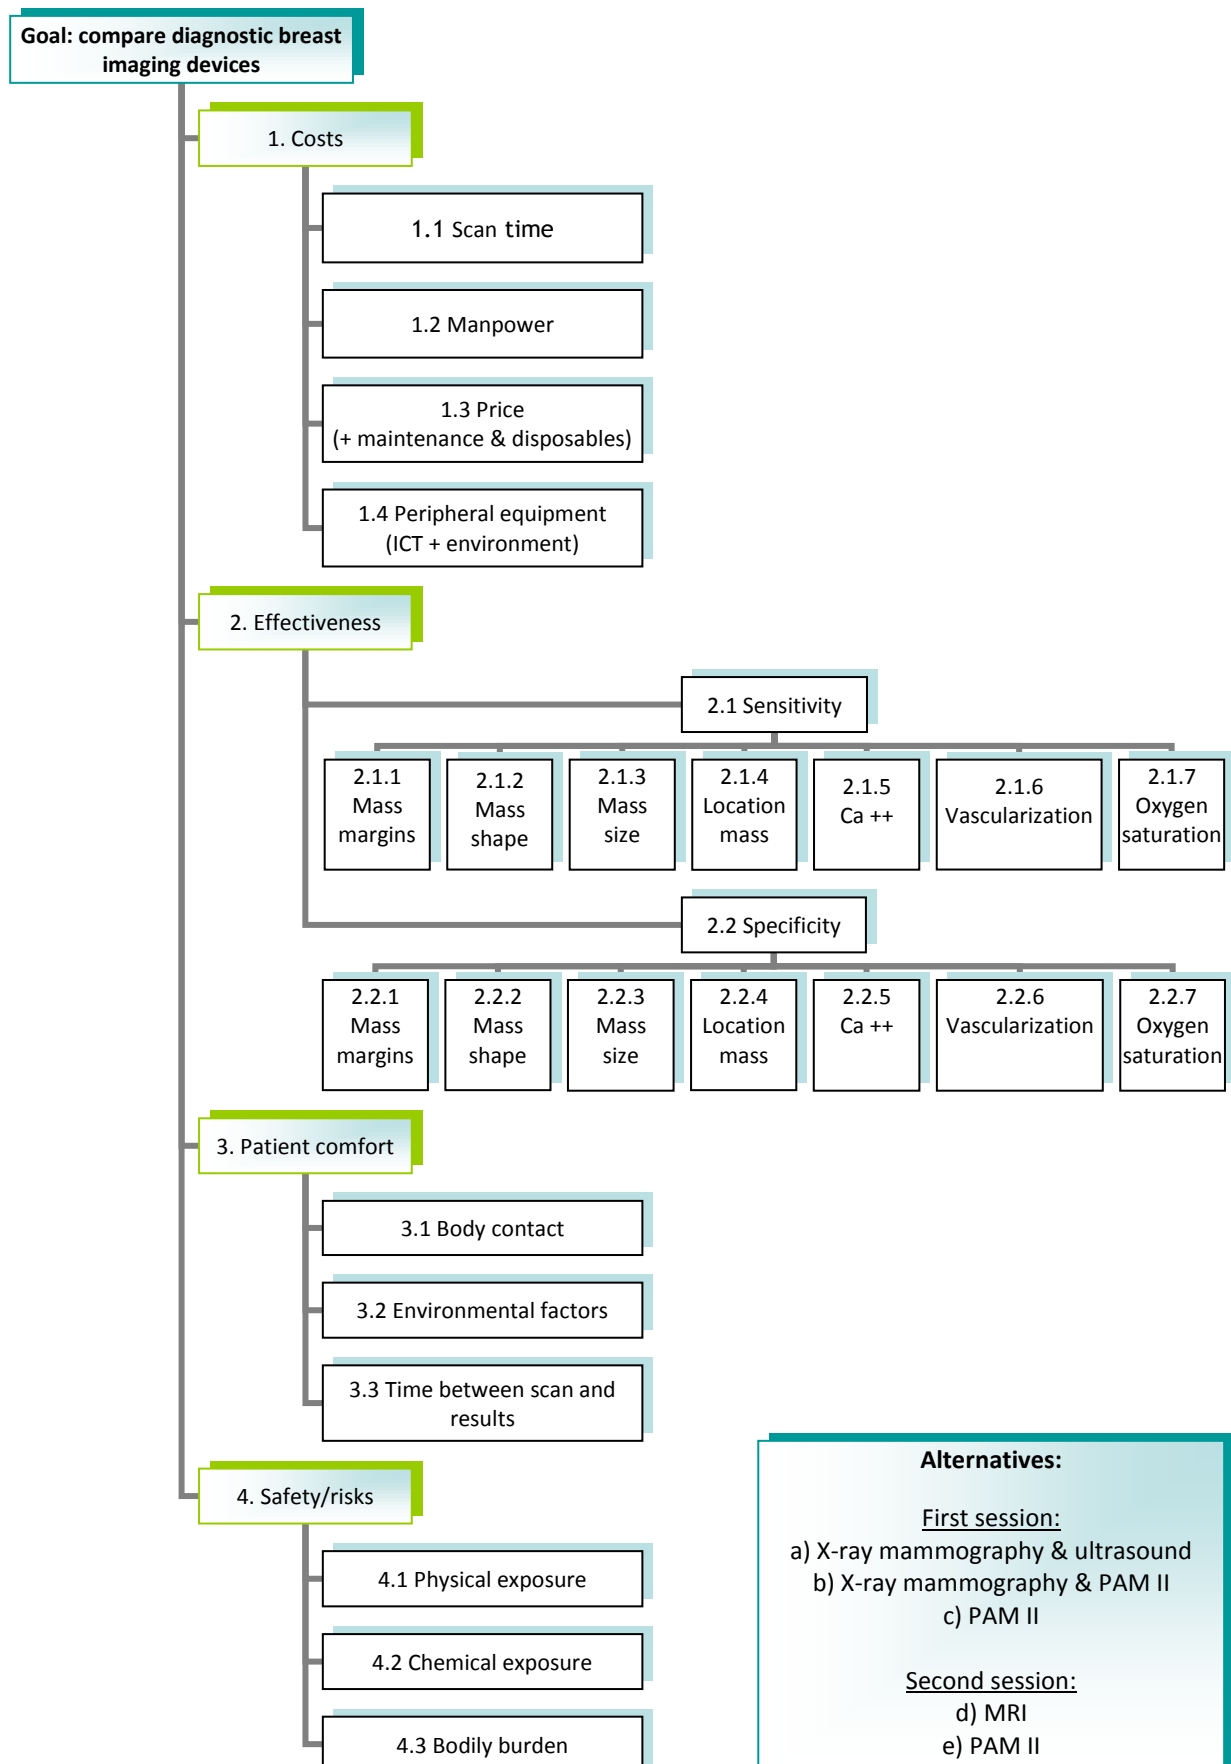 Goal: compare diagnostic breast
imaging devices
1. Costs
1.1 Scan time
1.2 Manpower
1.3 Price
(+ maintenance & disposables)
1.4 Peripheral equipment
(ICT + environment)
2. Effectiveness
2.1 Sensitivity
2.1.1
Mass
margins
2.1.2
Mass
shape
2.1.3
Mass
size
2.1.4
Location
mass
2.1.5
Ca ++
2.1.6
Vascularization
2.1.7
Oxygen
saturation
2.2 Specificity
2.2.1
Mass
margins
2.2.2
Mass
shape
2.2.3
Mass
size
2.2.4
Location
mass
2.2.5
Ca ++
2.2.6
Vascularization
2.2.7
Oxygen
saturation
3. Patient comfort
3.1 Body contact
3.2 Environmental factors
3.3 Time between scan and
results
4. Safety/risks
4.1 Physical exposure
4.2 Chemical exposure
4.3 Bodily burden
Alternatives:
First session:
a) X-ray mammography & ultrasound
b) X-ray mammography & PAM II
c) PAM II
Second session:
d) MRI
e) PAM II